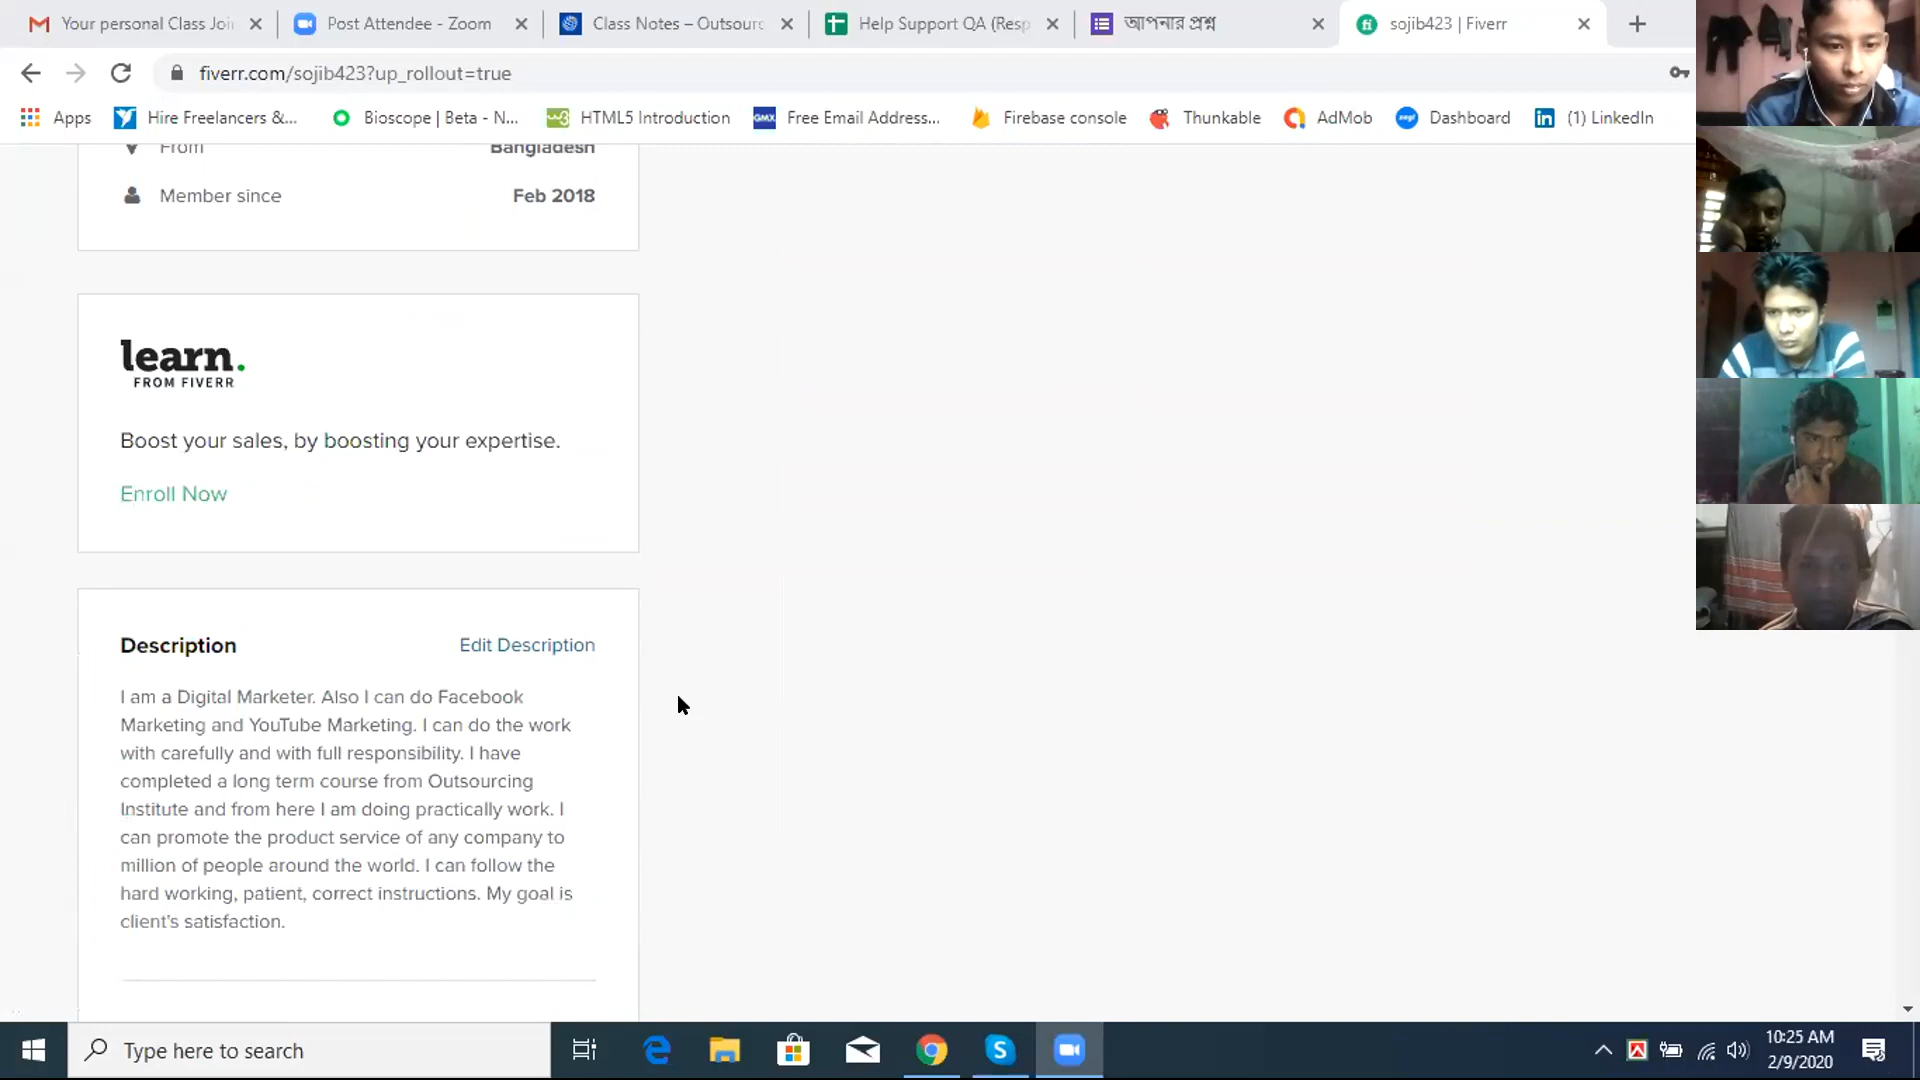 Your personal Class Joi
Post Attendee - Zoom
Class Notes – Outsourc
Help Support QA (Resp
আপনার প্রশ্ন
sojib423 | Fiverr
fiverr.com/sojib423?up_rollout=true
Apps
Hire Freelancers &...
Bioscope | Beta - N...
HTML5 Introduction
GMX
Free Email Address...
Firebase console
Thunkable
AdMob
Dashboard
(1) LinkedIn
From
Bangladesh
Member since
Feb 2018
learn.
FROM FIVERR
Boost your sales, by boosting your expertise.
Enroll Now
Description
Edit Description
I am a Digital Marketer. Also I can do Facebook
Marketing and YouTube Marketing. I can do the work
with carefully and with full responsibility. I have
completed a long term course from Outsourcing
Institute and from here I am doing practically work. I
can promote the product service of any company to
million of people around the world. I can follow the
hard working, patient, correct instructions. My goal is
client's satisfaction.
Type here to search
10:25 AM
2/9/2020